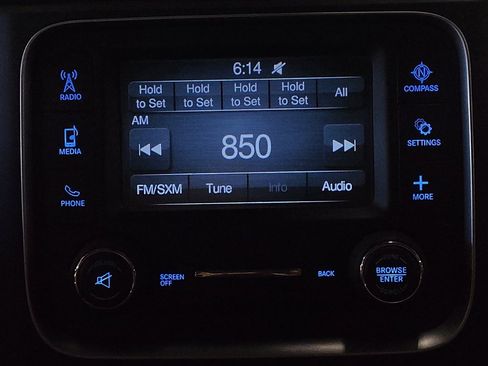 6:14
Hold to Set
Hold to Set
Hold to Set
Hold to Set
All
AM
850
FM/SXM
Tune
Info
Audio
RADIO
MEDIA
PHONE
N
COMPASS
SETTINGS
MORE
SCREEN
OFF
BACK
BROWSE
ENTER